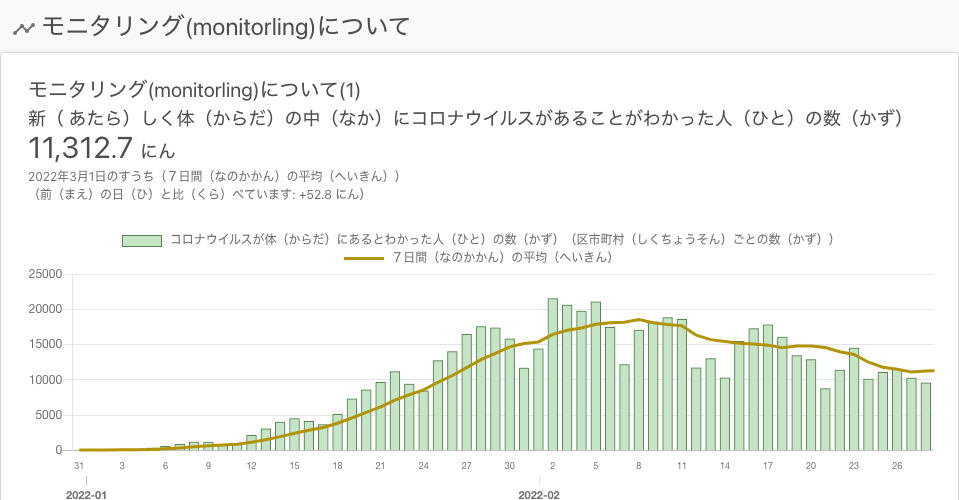 モニタリング(monitorling)について
モニタリング(monitorling)について(1)
新（ あたら）しく体（からだ）の中（なか）にコロナウイルスがあることがわかった人（ひと）の数（かず）
11,312.7 にん
2022年3月1日のすうち（７日間（なのかかん）の平均（へいきん））
（前（まえ）の日（ひ）と比（くら）べています: +52.8 にん）
コロナウイルスが体（からだ）にあるとわかった人（ひと）の数（かず）（区市町村（しくちょうそん）ごとの数（かず））
７日間（なのかかん）の平均（へいきん）
25000
20000
15000
10000
5000
0
31 3 6 9 12 15 18 21 24 27 30 2 5 8 11 14 17 20 23 26
2022-01 2022-02